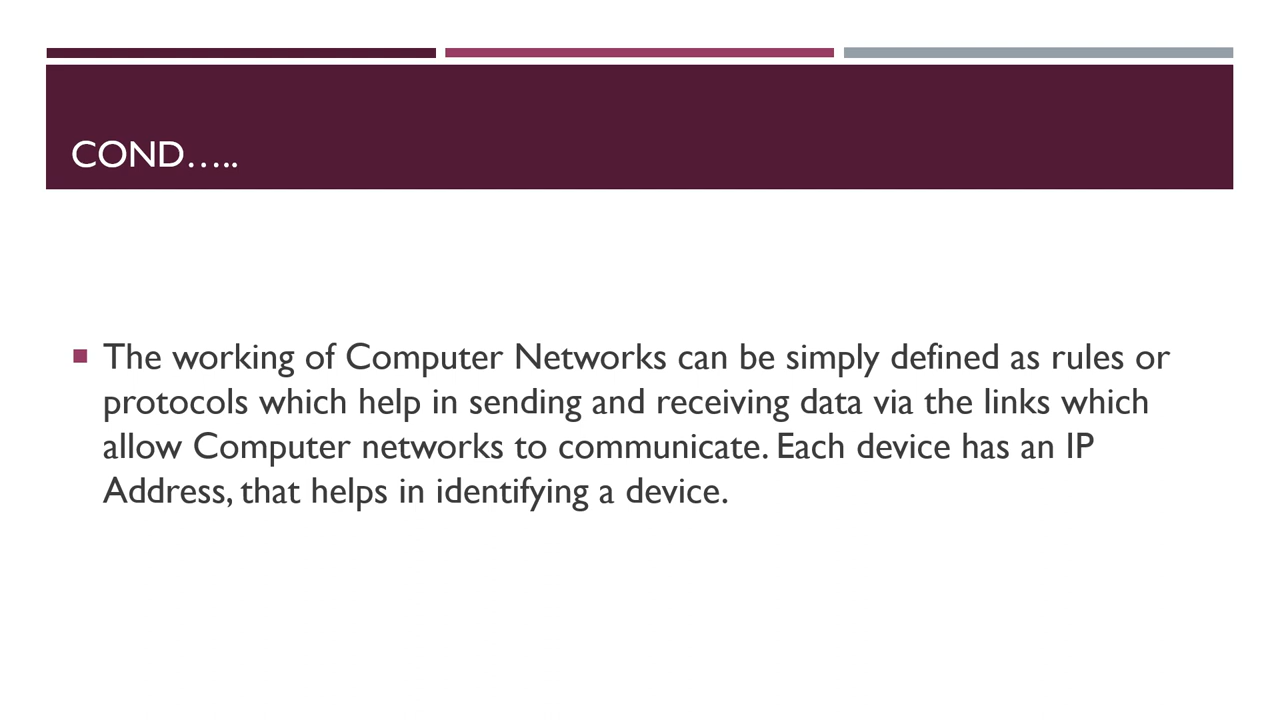 COND…..
The working of Computer Networks can be simply defined as rules or
protocols which help in sending and receiving data via the links which
allow Computer networks to communicate. Each device has an IP
Address, that helps in identifying a device.